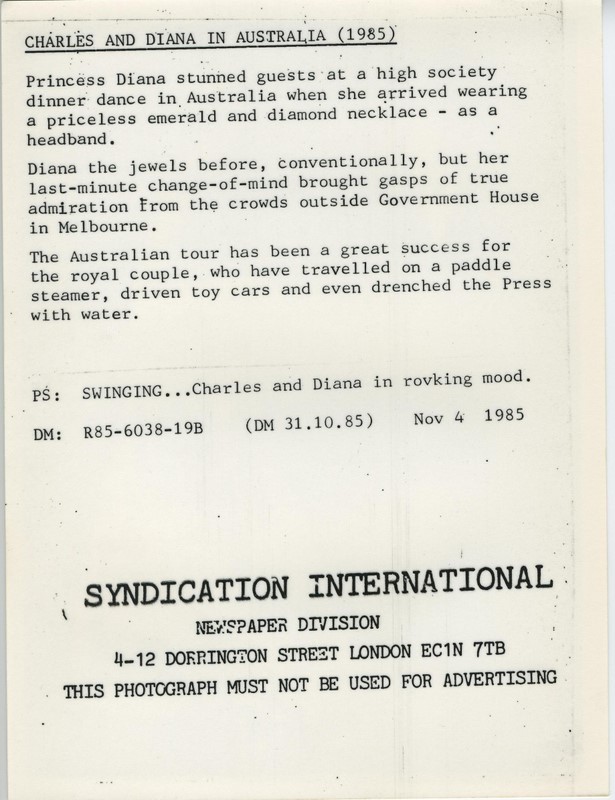 CHARLES AND DIANA IN AUSTRALIA (1985)
Princess Diana stunned guests at a high society
dinner dance in Australia when she arrived wearing
a priceless emerald and diamond necklace - as a
headband.
Diana the jewels before, conventionally, but her
last-minute change-of-mind brought gasps of true
admiration from the crowds outside Government House
in Melbourne.
The Australian tour has been a great success for
the royal couple, who have travelled on a paddle
steamer, driven toy cars and even drenched the Press
with water.
PS: SWINGING...Charles and Diana in rovking mood.
DM: R85-6038-19B (DM 31.10.85) Nov 4 1985
SYNDICATION INTERNATIONAL
NEWSPAPER DIVISION
4-12 DORRINGTON STREET LONDON EC1N 7TB
THIS PHOTOGRAPH MUST NOT BE USED FOR ADVERTISING